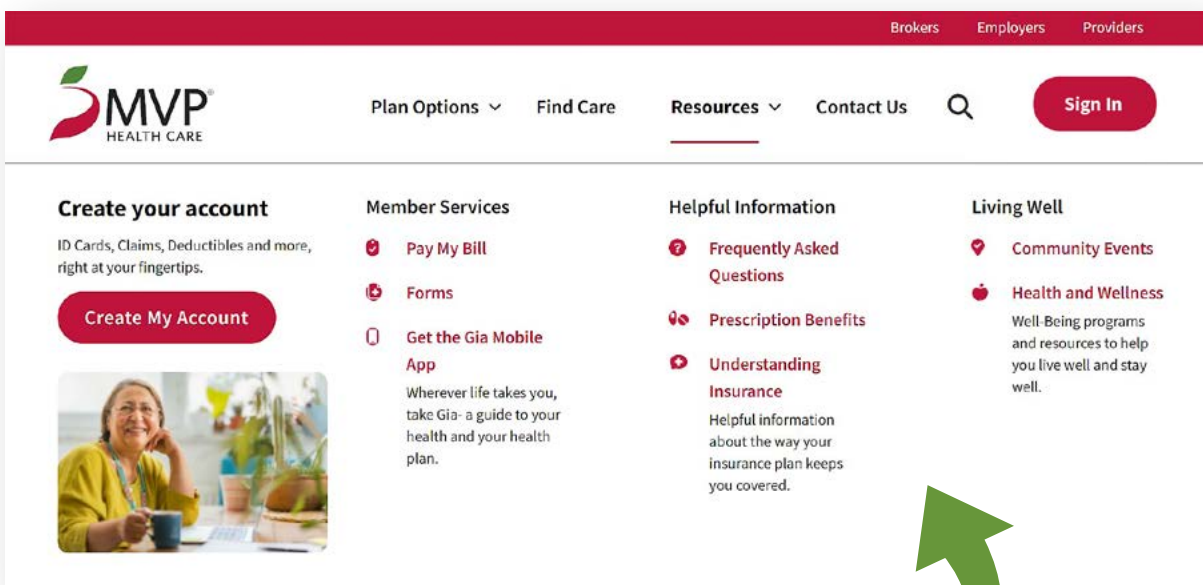 Brokers Employers Providers
MVP®
HEALTH CARE
Plan Options Find Care Resources Contact Us Sign In
Create your account
ID Cards, Claims, Deductibles and more,
right at your fingertips.
Create My Account
Member Services
Pay My Bill
Forms
Get the Gia Mobile
App
Wherever life takes you,
take Gia- a guide to your
health and your health
plan.
Helpful Information
Frequently Asked
Questions
Prescription Benefits
Understanding
Insurance
Helpful information
about the way your
insurance plan keeps
you covered.
Living Well
Community Events
Health and Wellness
Well-Being programs
and resources to help
you live well and stay
well.